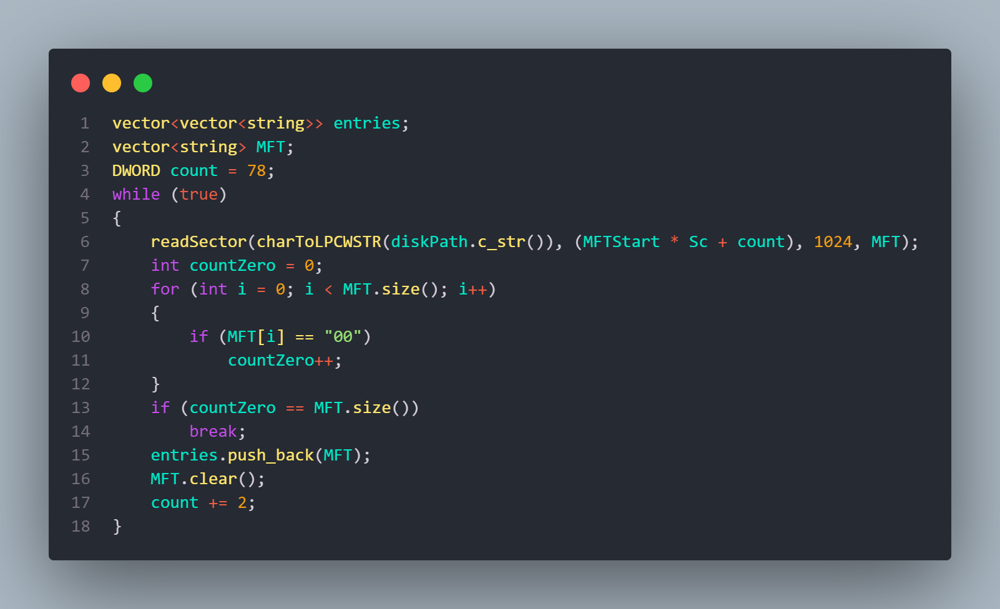 1 vector<vector<string>> entries;
2 vector<string> MFT;
3 DWORD count = 78;
4 while (true)
5 {
6     readSector(charToLPCWSTR(diskPath.c_str()), (MFTStart * Sc + count), 1024, MFT);
7     int countZero = 0;
8     for (int i = 0; i < MFT.size(); i++)
9     {
10         if (MFT[i] == "00")
11             countZero++;
12     }
13     if (countZero == MFT.size())
14         break;
15     entries.push_back(MFT);
16     MFT.clear();
17     count += 2;
18 }